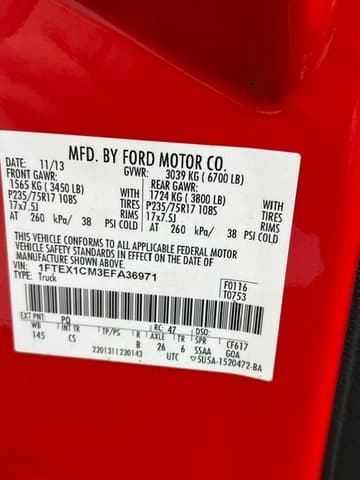 MFD. BY FORD MOTOR CO.
DATE: 11/13 GVWR: 3039 KG ( 6700 LB)
FRONT GAWR: REAR GAWR:
1565 KG ( 3450 LB) WITH 1724 KG ( 3800 LB) WITH
P235/75R17 108S TIRES P235/75R17 108S TIRES
17x7.5J RIMS 17x7.5J RIMS
AT 260 kPa/ 38 PSI COLD AT 260 kPa/ 38 PSI COLD
THIS VEHICLE CONFORMS TO ALL APPLICABLE FEDERAL MOTOR
VEHICLE SAFETY STANDARDS IN EFFECT ON THE DATE OF
MANUFACTURE SHOWN ABOVE.
VIN: 1FTEX1CM3EFA36971 F0116
TYPE: Truck T0753
EXT PNT: PQ RC: 47 DSO:
WB INT TR TP/PS R AXLE TR SPR CF617
145 CS B 26 6 SSAA GOA
2201311230143 UTC 5U5A-1520472-BA